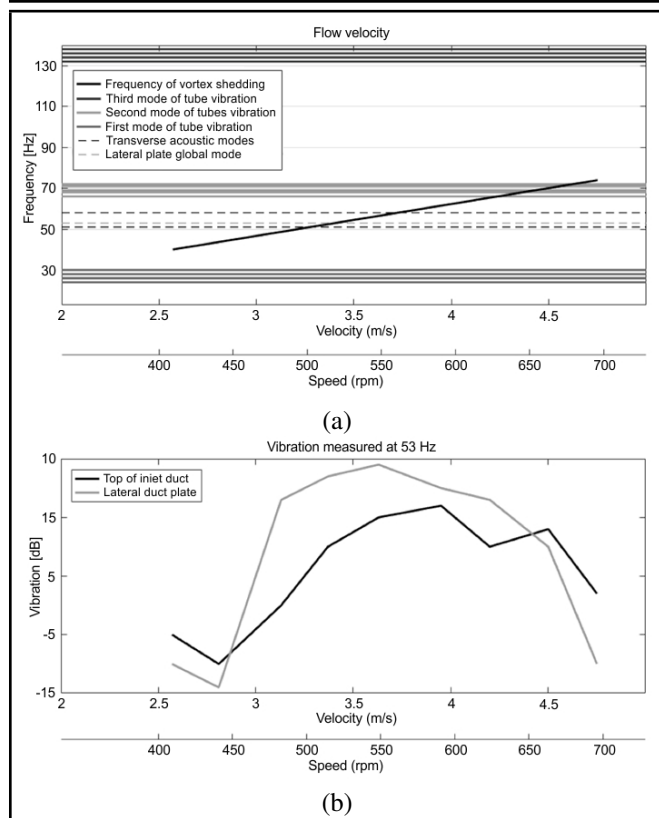 Flow velocity
Frequency [Hz]
130
110
90
70
50
30
Frequency of vortex shedding
Third mode of tube vibration
Second mode of tubes vibration
First mode of tube vibration
Transverse acoustic modes
Lateral plate global mode
2 2.5 3 3.5 4 4.5
Velocity (m/s)
400 450 500 550 600 650 700
Speed (rpm)
(a)
Vibration measured at 53 Hz
Vibration [dB]
10
15
5
-5
-15
Top of iniet duct
Lateral duct plate
2 2.5 3 3.5 4 4.5
Velocity (m/s)
400 450 500 550 600 650 700
Speed (rpm)
(b)